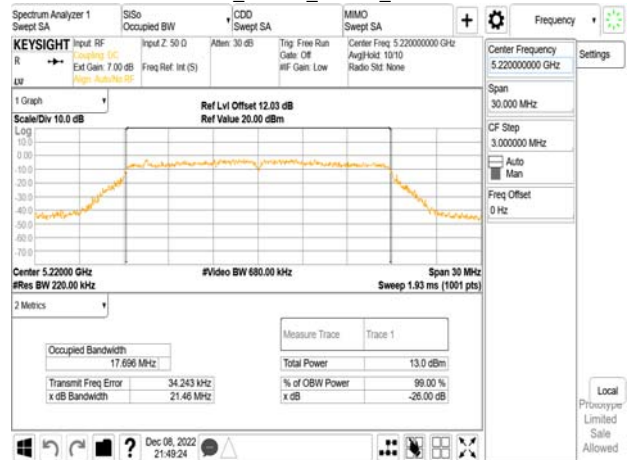 Spectrum Analyzer 1
Swept SA
SISo
Occupied BW
CDD
Swept SA
MIMO
Swept SA
+
Frequency
KEYSIGHT
R
LXI
Input: RF
Coupling: DC
Ext Gain: 7.00 dB
Align: Auto/No RF
Input Z: 50 Ω
Freq Ref: Int (S)
Atten: 30 dB
Trig: Free Run
Gate: Off
#IF Gain: Low
Center Freq: 5.220000000 GHz
Avg|Hold: 10/10
Radio Std: None
Center Frequency
5.220000000 GHz
Settings
Span
30.000 MHz
CF Step
3.000000 MHz
Auto
Man
Freq Offset
0 Hz
1 Graph
Scale/Div 10.0 dB
Ref Lvl Offset 12.03 dB
Ref Value 20.00 dBm
Log
10.0
0.00
-10.0
-20.0
-30.0
-40.0
-50.0
-60.0
-70.0
Center 5.22000 GHz
#Res BW 220.00 kHz
#Video BW 680.00 kHz
Span 30 MHz
Sweep 1.93 ms (1001 pts)
2 Metrics
Measure Trace
Trace 1
Occupied Bandwidth
17.696 MHz
Total Power
13.0 dBm
Transmit Freq Error
34.243 kHz
% of OBW Power
99.00 %
x dB Bandwidth
21.46 MHz
x dB
-26.00 dB
Local
Prototype
Limited
Sale
Allowed
?
Dec 08, 2022
21:49:24